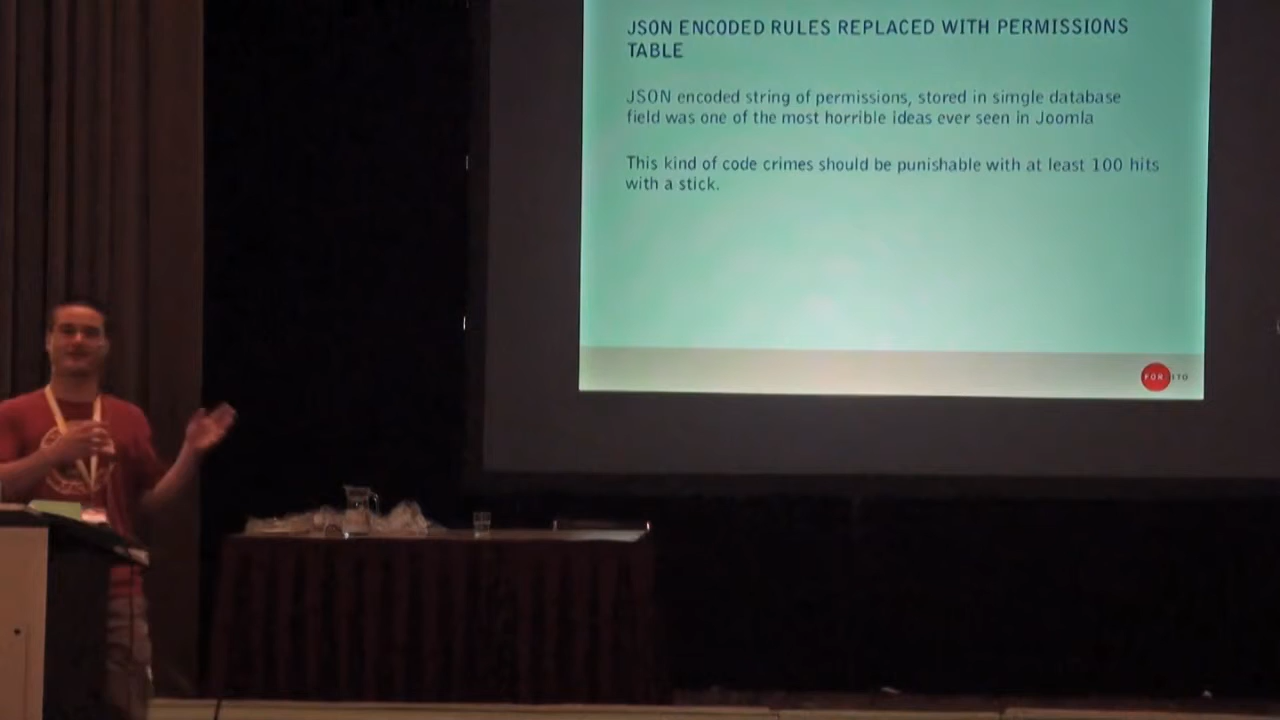 JSON ENCODED RULES REPLACED WITH PERMISSIONS
TABLE
JSON encoded string of permissions, stored in simgle database
field was one of the most horrible ideas ever seen in Joomla
This kind of code crimes should be punishable with at least 100 hits
with a stick.